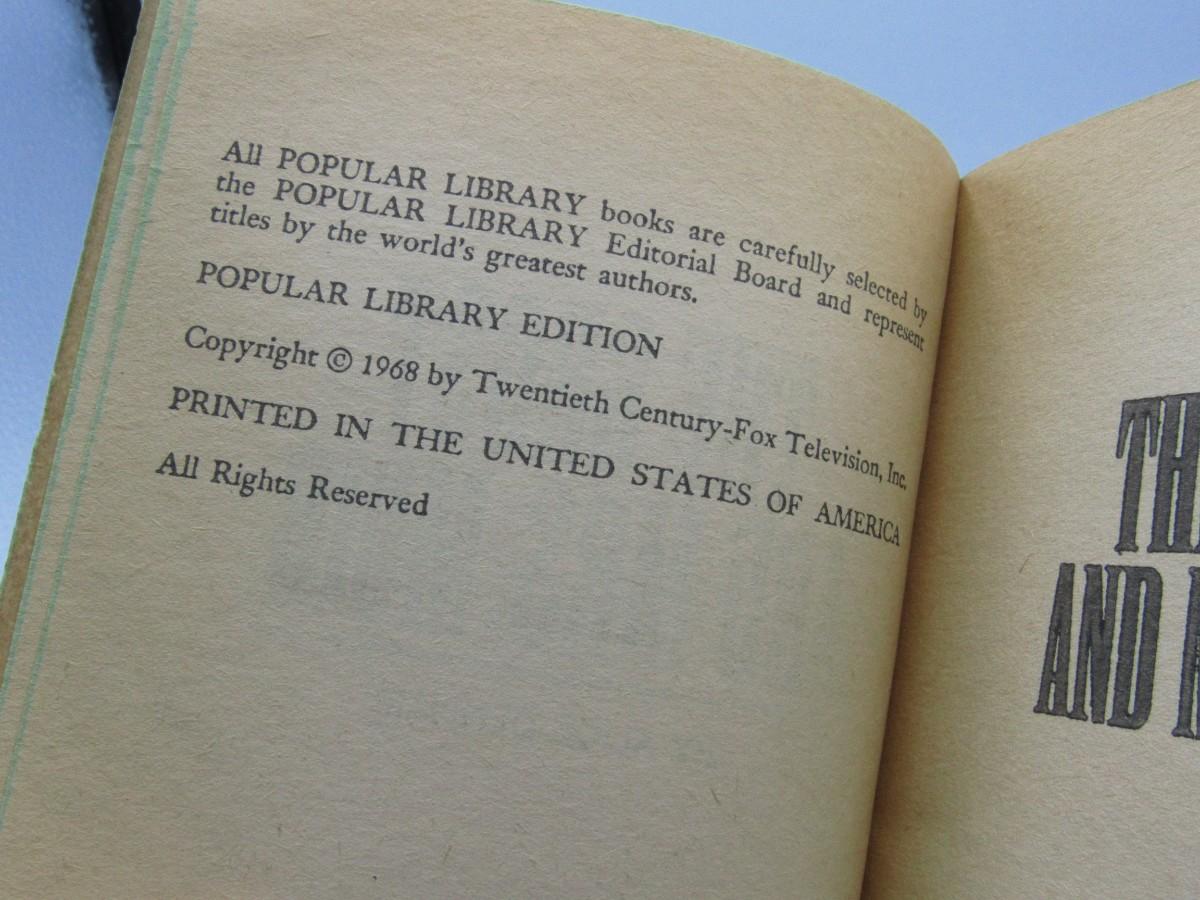 All POPULAR LIBRARY books are carefully selected by
the POPULAR LIBRARY Editorial Board and represent
titles by the world's greatest authors.
POPULAR LIBRARY EDITION
Copyright © 1968 by Twentieth Century-Fox Television, Inc.
PRINTED IN THE UNITED STATES OF AMERICA
All Rights Reserved
AND